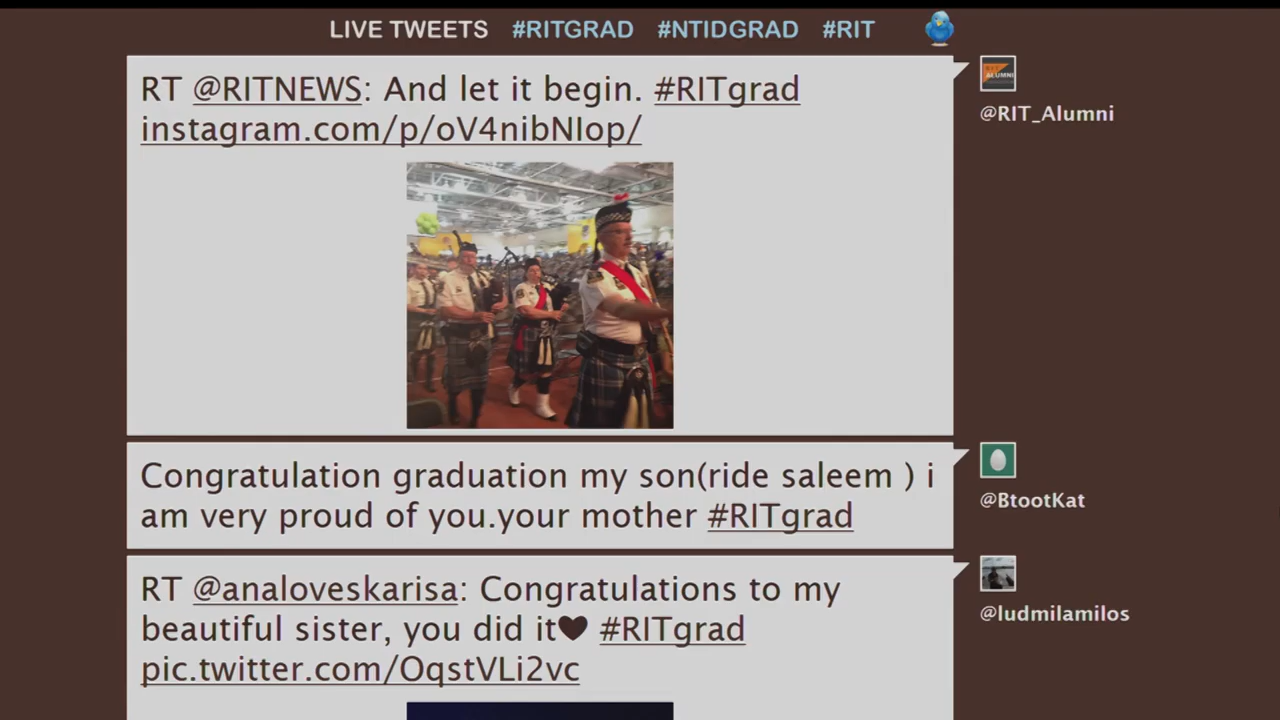 LIVE TWEETS #RITGRAD #NTIDGRAD #RIT
RT @RITNEWS: And let it begin. #RITgrad
instagram.com/p/oV4nibNIop/
RIT
ALUMNI
@RIT_Alumni
Congratulation graduation my son(ride saleem ) i
am very proud of you.your mother #RITgrad
@BtootKat
RT @analoveskarisa: Congratulations to my
beautiful sister, you did it♥ #RITgrad
pic.twitter.com/OqstVLi2vc
@ludmilamilos